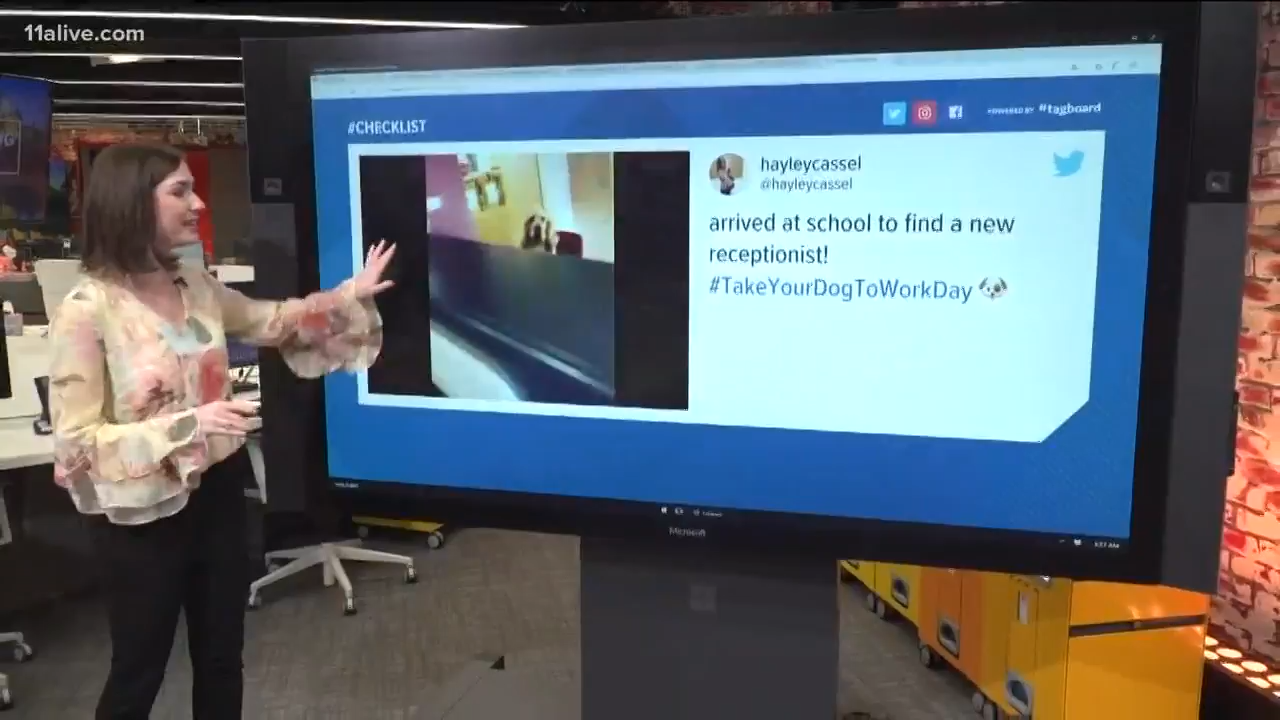 11alive.com
#CHECKLIST
POWERED BY #tagboard
hayleycassel
@hayleycassel
arrived at school to find a new
receptionist!
#TakeYourDogToWorkDay
Microsoft